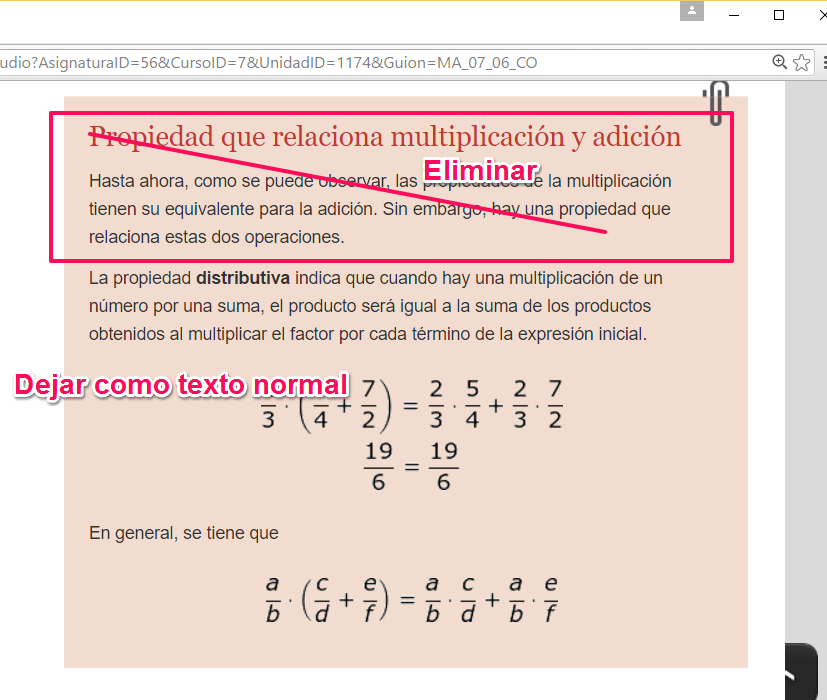 udio?AsignaturaID=56&CursoID=7&UnidadID=1174&Guion=MA_07_06_CO
Propiedad que relaciona multiplicación y adición
Eliminar
Hasta ahora, como se puede observar, las propiedades de la multiplicación
tienen su equivalente para la adición. Sin embargo, hay una propiedad que
relaciona estas dos operaciones.
La propiedad distributiva indica que cuando hay una multiplicación de un
número por una suma, el producto será igual a la suma de los productos
obtenidos al multiplicar el factor por cada término de la expresión inicial.
Dejar como texto normal
/3 · ( /4 + 7/2 ) = 2/3 · 5/4 + 2/3 · 7/2
19/6 = 19/6
En general, se tiene que
a/b · ( c/d + e/f ) = a/b · c/d + a/b · e/f